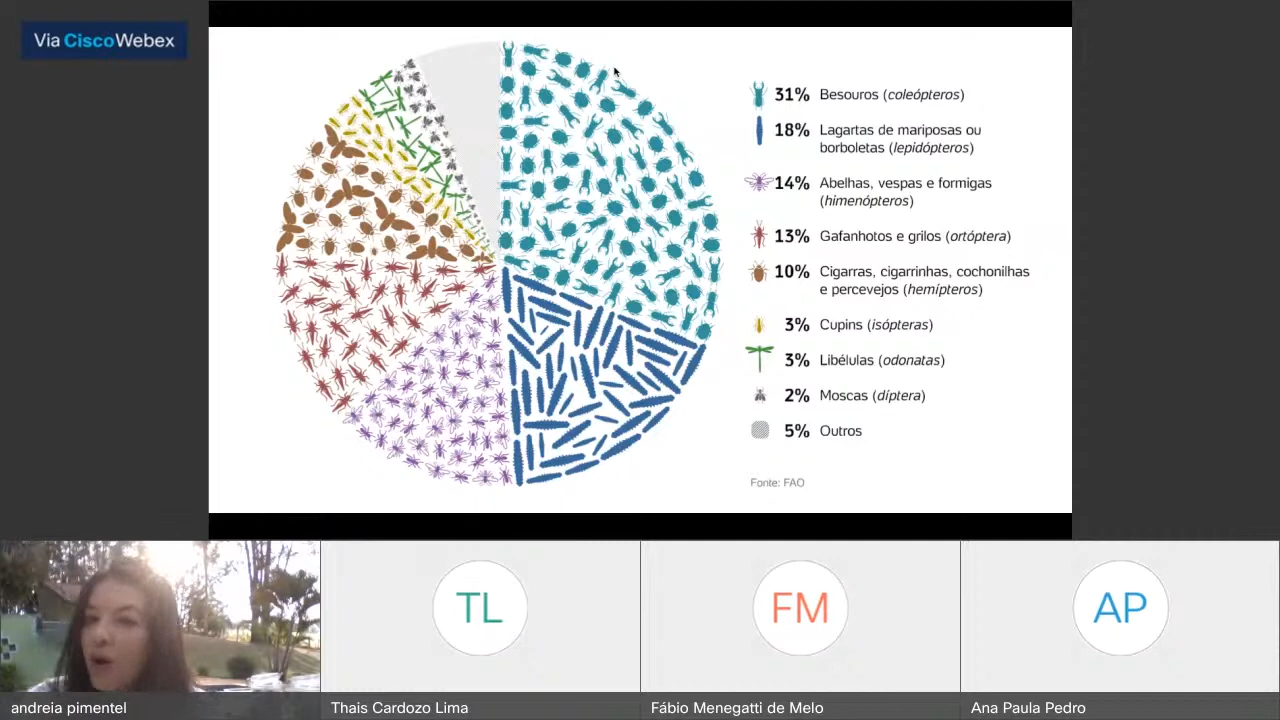 Via CiscoWebex
31% Besouros (coleópteros)
18% Lagartas de mariposas ou
borboletas (lepidópteros)
14% Abelhas, vespas e formigas
(himenópteros)
13% Gafanhotos e grilos (ortóptera)
10% Cigarras, cigarrinhas, cochonilhas
e percevejos (hemípteros)
3% Cupins (isópteras)
3% Libélulas (odonatas)
2% Moscas (díptera)
5% Outros
Fonte: FAO
TL
FM
AP
andreia pimentel
Thais Cardozo Lima
Fábio Menegatti de Melo
Ana Paula Pedro